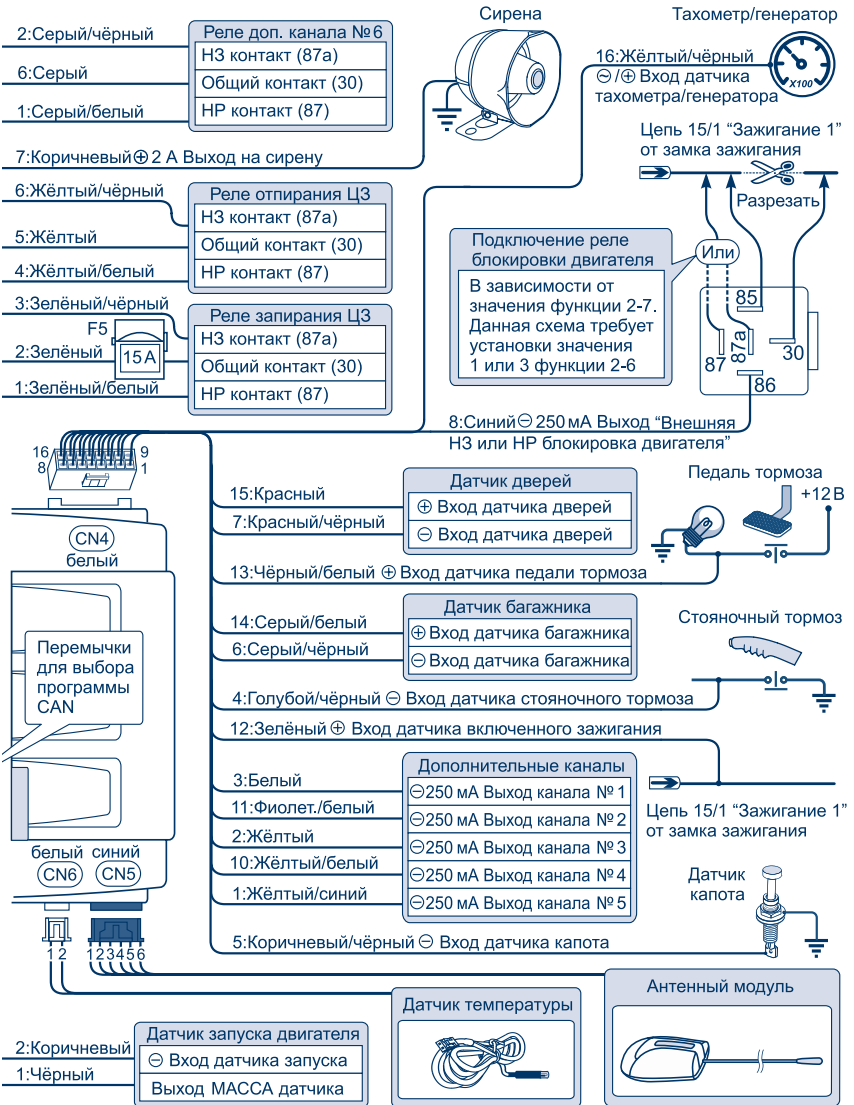 Сирена
Тахометр/генератор
2:Серый/чёрный
Реле доп. канала №6
НЗ контакт (87а)
6:Серый
Общий контакт (30)
1:Серый/белый
НР контакт (87)
16:Жёлтый/чёрный
⊖/⊕ Вход датчика
тахометра/генератора
X100
7:Коричневый⊕2 А Выход на сирену
Цепь 15/1 “Зажигание 1”
от замка зажигания
Разрезать
6:Жёлтый/чёрный
Реле отпирания ЦЗ
НЗ контакт (87а)
5:Жёлтый
Общий контакт (30)
4:Жёлтый/белый
НР контакт (87)
Подключение реле
блокировки двигателя
В зависимости от
значения функции 2-7.
Данная схема требует
установки значения
1 или 3 функции 2-6
Или
85
87
87а
30
86
3:Зелёный/чёрный
Реле запирания ЦЗ
НЗ контакт (87а)
F5
15 А
2:Зелёный
Общий контакт (30)
1:Зелёный/белый
НР контакт (87)
8:Синий⊖250 мА Выход “Внешняя
НЗ или НР блокировка двигателя”
16
9
8
1
CN4
белый
15:Красный
Датчик дверей
⊕ Вход датчика дверей
7:Красный/чёрный
⊖ Вход датчика дверей
Педаль тормоза
+12 В
13:Чёрный/белый ⊕ Вход датчика педали тормоза
14:Серый/белый
Датчик багажника
⊕ Вход датчика багажника
6:Серый/чёрный
⊖ Вход датчика багажника
Стояночный тормоз
Перемычки
для выбора
программы
CAN
4:Голубой/чёрный ⊖ Вход датчика стояночного тормоза
12:Зелёный ⊕ Вход датчика включенного зажигания
Дополнительные каналы
3:Белый
⊖250 мА Выход канала № 1
11:Фиолет./белый
⊖250 мА Выход канала № 2
2:Жёлтый
⊖250 мА Выход канала № 3
10:Жёлтый/белый
⊖250 мА Выход канала № 4
1:Жёлтый/синий
⊖250 мА Выход канала № 5
Цепь 15/1 “Зажигание 1”
от замка зажигания
Датчик
капота
белый
синий
CN6
CN5
5:Коричневый/чёрный ⊖ Вход датчика капота
1 2
1 2 3 4 5 6
Антенный модуль
Датчик температуры
Датчик запуска двигателя
2:Коричневый
⊖ Вход датчика запуска
1:Чёрный
Выход МАССА датчика